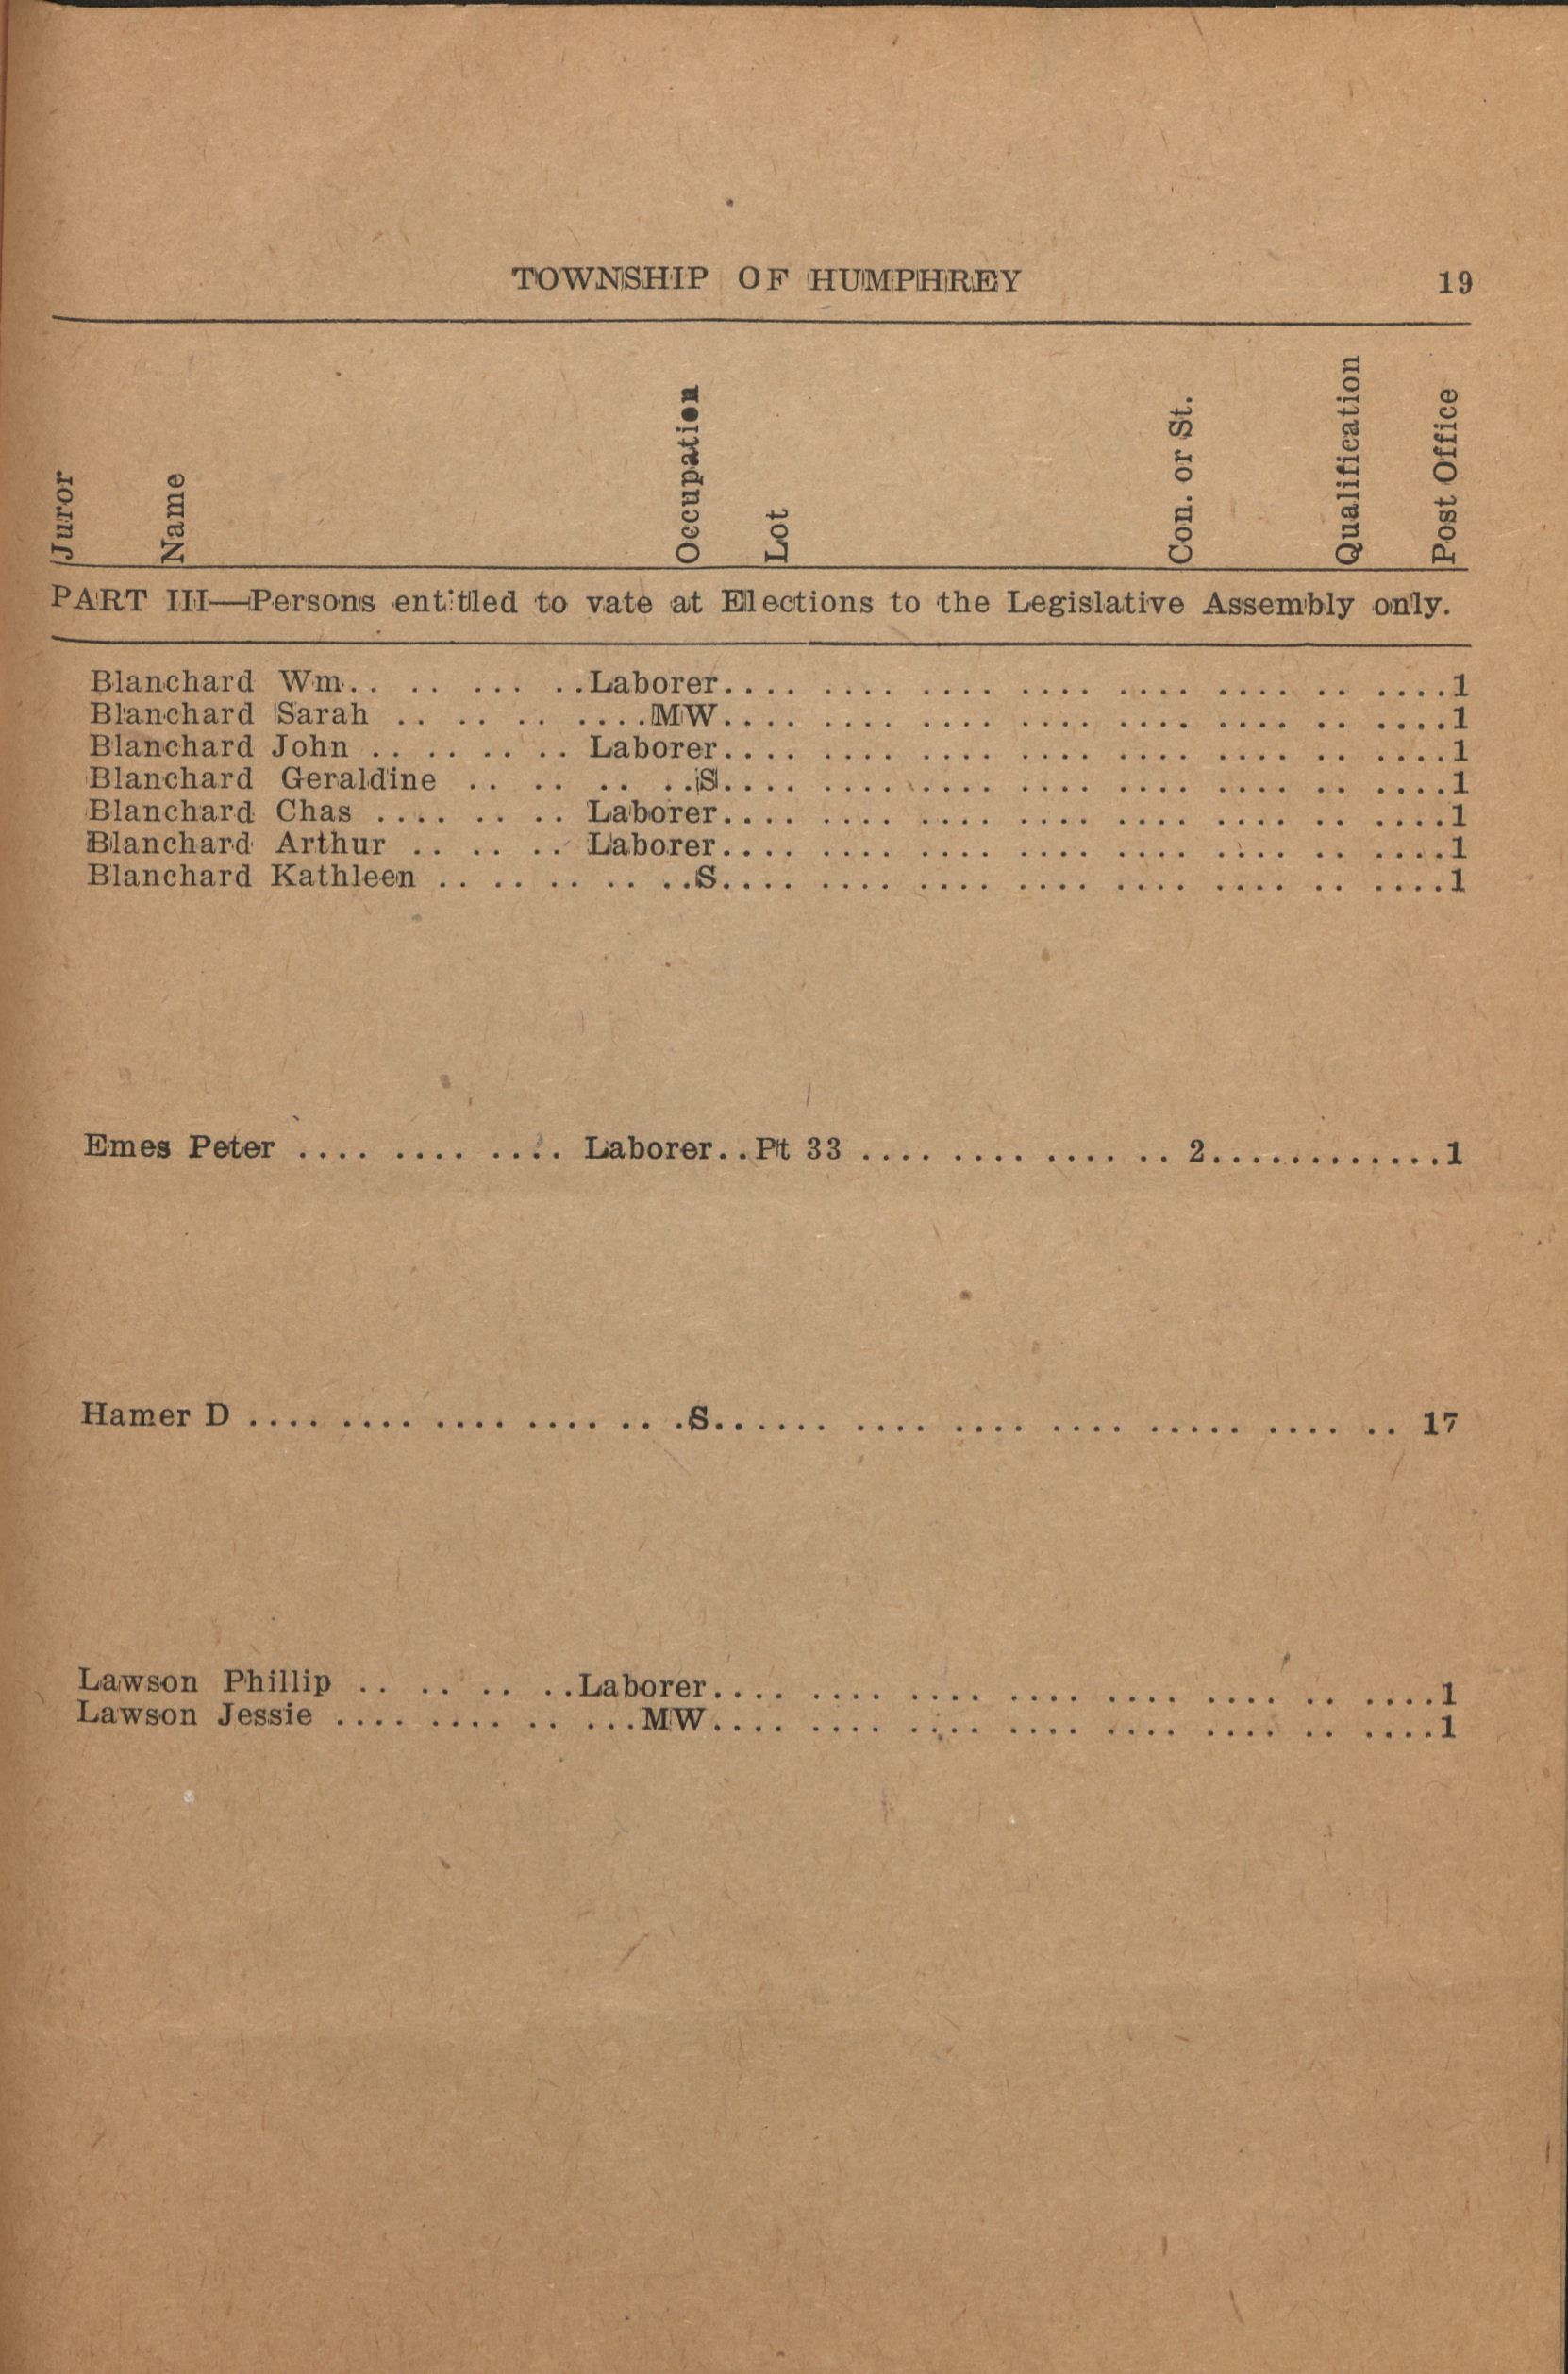 TOWNSHIP OF HUMPHREY 19
Juror Name Occupation Lot Con. or St. Qualification Post Office
PART III—Persons entitled to vate at Elections to the Legislative Assembly only.
Blanchard Wm.. .. ... ..Laborer.... .... .... .... .... .... .. ....1
Blanchard Sarah .. .. .. ....MW.... .... .... .... .... .... .. ....1
Blanchard John .. .. .. .. Laborer.... .... .... .... .... .... .. ....1
Blanchard Geraldine .. .. .. ..S.... .... .... .... .... .... .. ....1
Blanchard Chas .... .. .. Laborer.... .... .... .... .... .... .. ....1
Blanchard Arthur .. .. .. Laborer.... .... .... .... .... .... .. ....1
Blanchard Kathleen .. .. .. .. ..S.... .... .... .... .... .... .. ....1
Emes Peter .... .... .... Laborer..Pt 33 .... .... .... .. 2............1
Hamer D .... .... .... .... .. .S...... .... .... .... ..... .... .. 17
Lawson Phillip .. .. .. ..Laborer.... .... .... .... .... .... .. ....1
Lawson Jessie .... .... .. ...MW.... .... .... .... .... .... .. ....1